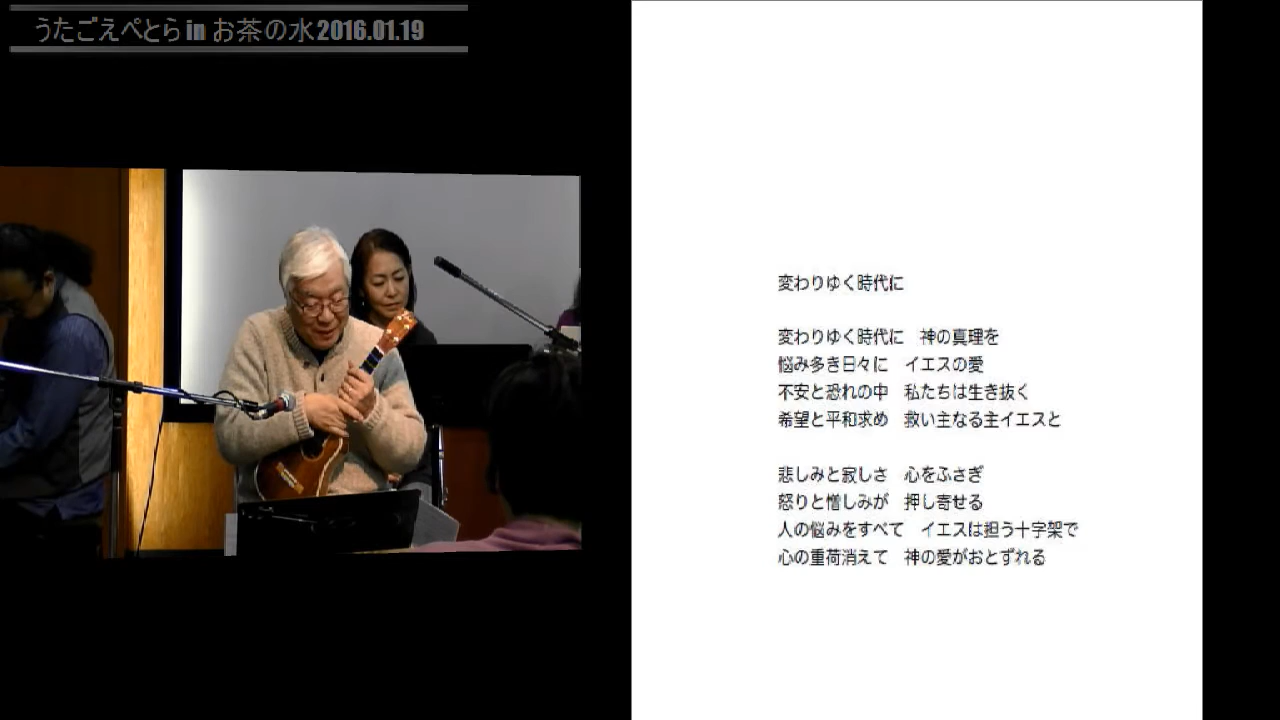 うたごえぺとら in お茶の水 2016.01.19
変わりゆく時代に
変わりゆく時代に　神の真理を
悩み多き日々に　イエスの愛
不安と恐れの中　私たちは生き抜く
希望と平和求め　救い主なる主イエスと
悲しみと寂しさ　心をふさぎ
怒りと憎しみが　押し寄せる
人の悩みをすべて　イエスは担う十字架で
心の重荷消えて　神の愛がおとずれる